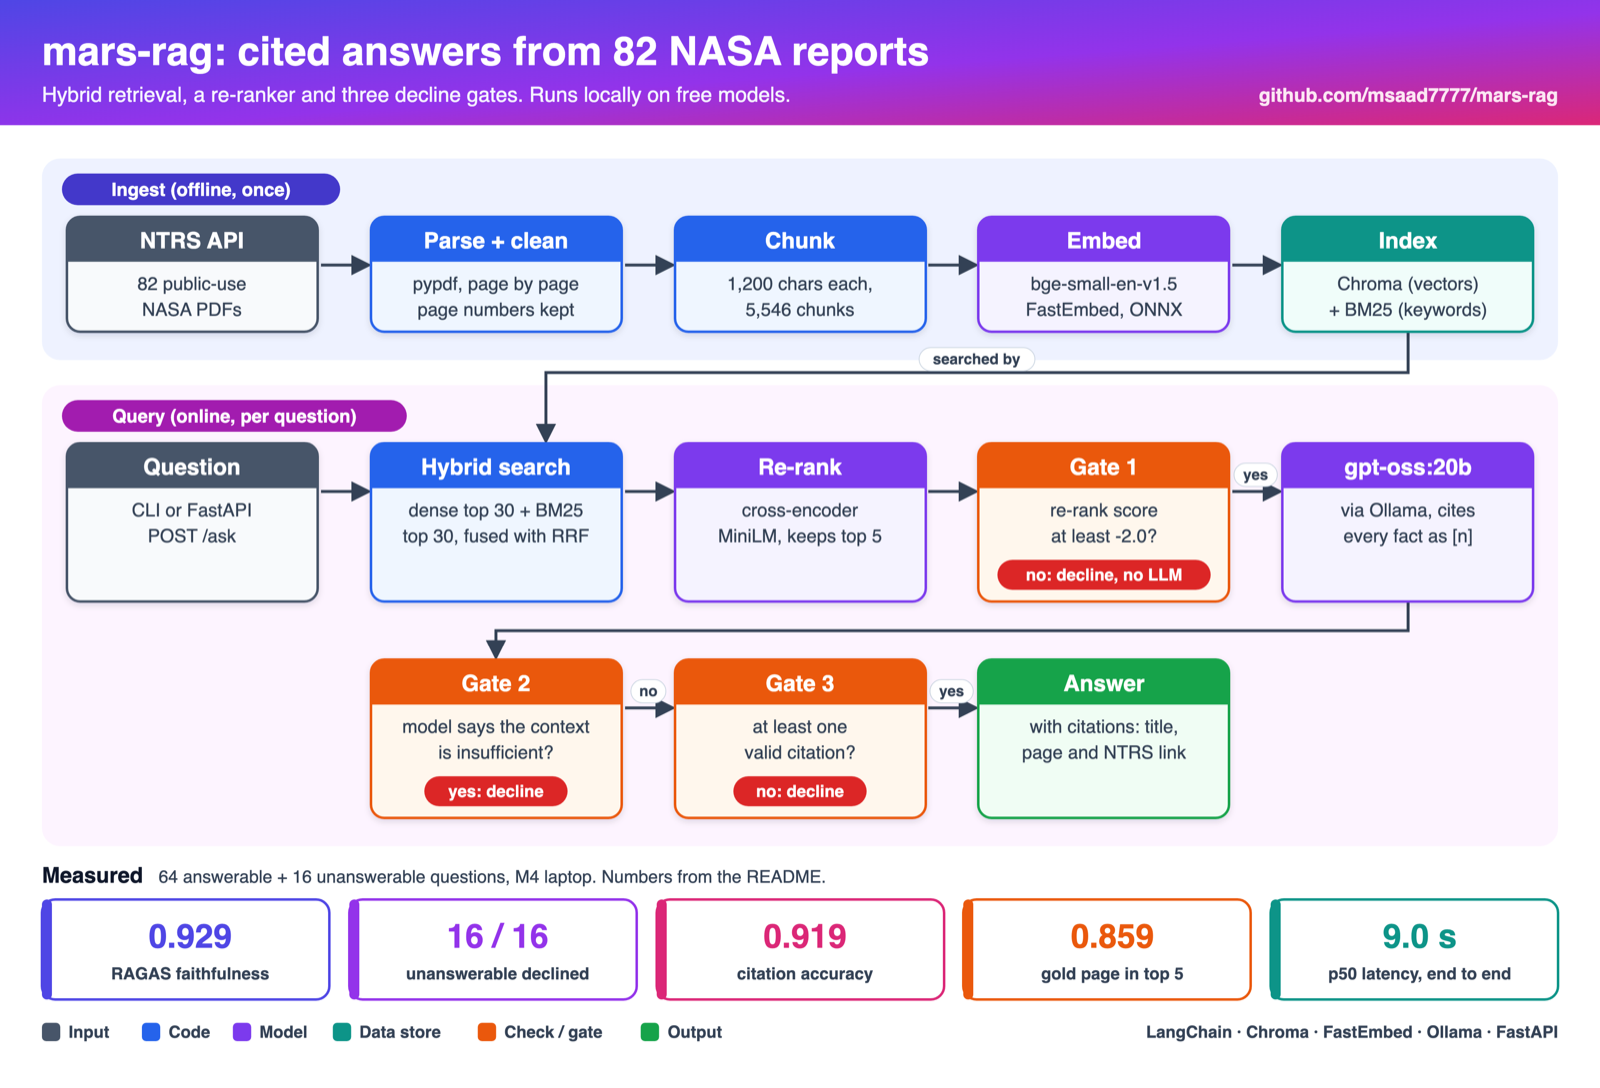 mars-rag: cited answers from 82 NASA reports
Hybrid retrieval, a re-ranker and three decline gates. Runs locally on free models.
github.com/msaad7777/mars-rag
Ingest (offline, once)
NTRS API
82 public-use
NASA PDFs
Parse + clean
pypdf, page by page
page numbers kept
Chunk
1,200 chars each,
5,546 chunks
Embed
bge-small-en-v1.5
FastEmbed, ONNX
Index
Chroma (vectors)
+ BM25 (keywords)
searched by
Query (online, per question)
Question
CLI or FastAPI
POST /ask
Hybrid search
dense top 30 + BM25
top 30, fused with RRF
Re-rank
cross-encoder
MiniLM, keeps top 5
Gate 1
re-rank score
at least -2.0?
no: decline, no LLM
yes
gpt-oss:20b
via Ollama, cites
every fact as [n]
Gate 2
model says the context
is insufficient?
yes: decline
no
Gate 3
at least one
valid citation?
no: decline
yes
Answer
with citations: title,
page and NTRS link
Measured 64 answerable + 16 unanswerable questions, M4 laptop. Numbers from the README.
0.929
RAGAS faithfulness
16 / 16
unanswerable declined
0.919
citation accuracy
0.859
gold page in top 5
9.0 s
p50 latency, end to end
Input
Code
Model
Data store
Check / gate
Output
LangChain · Chroma · FastEmbed · Ollama · FastAPI